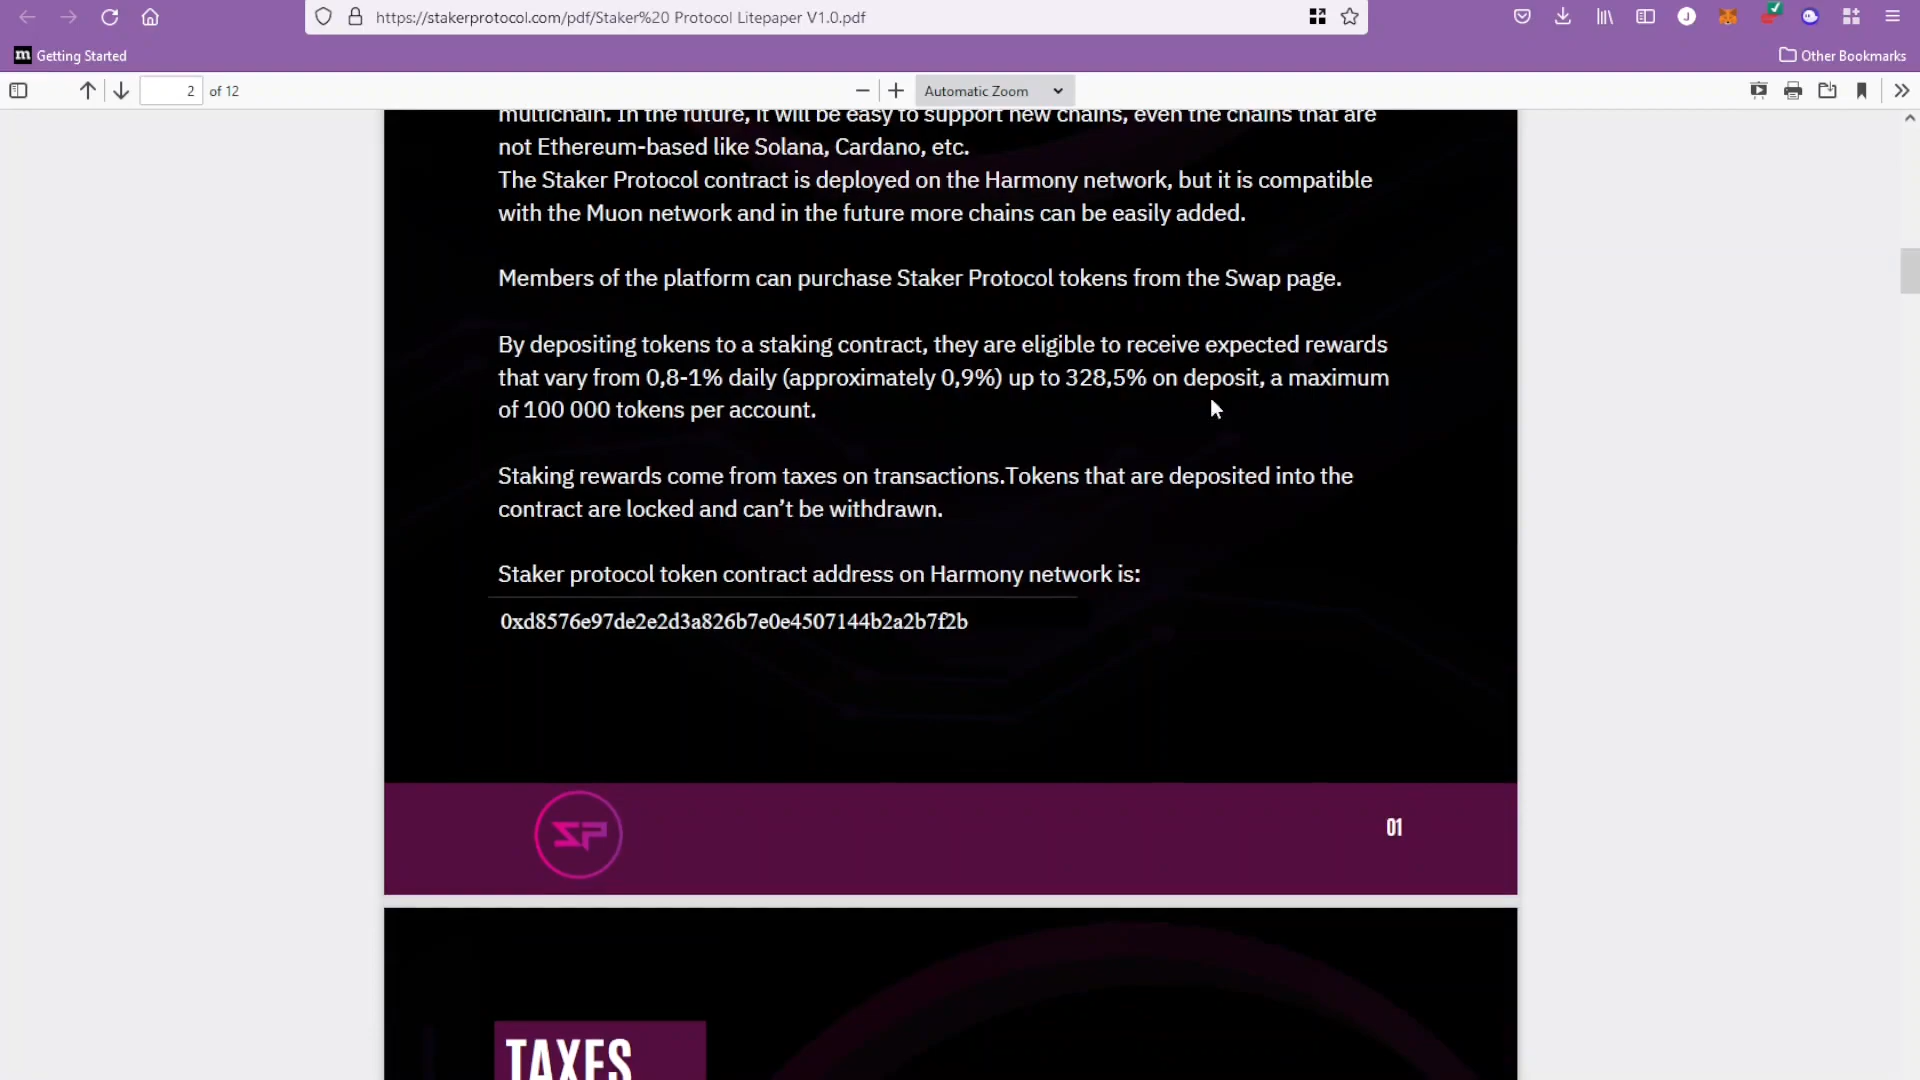 https://stakerprotocol.com/pdf/Staker%20 Protocol Litepaper V1.0.pdf
J
m Getting Started
Other Bookmarks
2 of 12
Automatic Zoom
multichain. In the future, it will be easy to support new chains, even the chains that are
not Ethereum-based like Solana, Cardano, etc.
The Staker Protocol contract is deployed on the Harmony network, but it is compatible
with the Muon network and in the future more chains can be easily added.
Members of the platform can purchase Staker Protocol tokens from the Swap page.
By depositing tokens to a staking contract, they are eligible to receive expected rewards
that vary from 0,8-1% daily (approximately 0,9%) up to 328,5% on deposit, a maximum
of 100 000 tokens per account.
Staking rewards come from taxes on transactions.Tokens that are deposited into the
contract are locked and can’t be withdrawn.
Staker protocol token contract address on Harmony network is:
0xd8576e97de2e2d3a826b7e0e4507144b2a2b7f2b
SP
01
TAXES